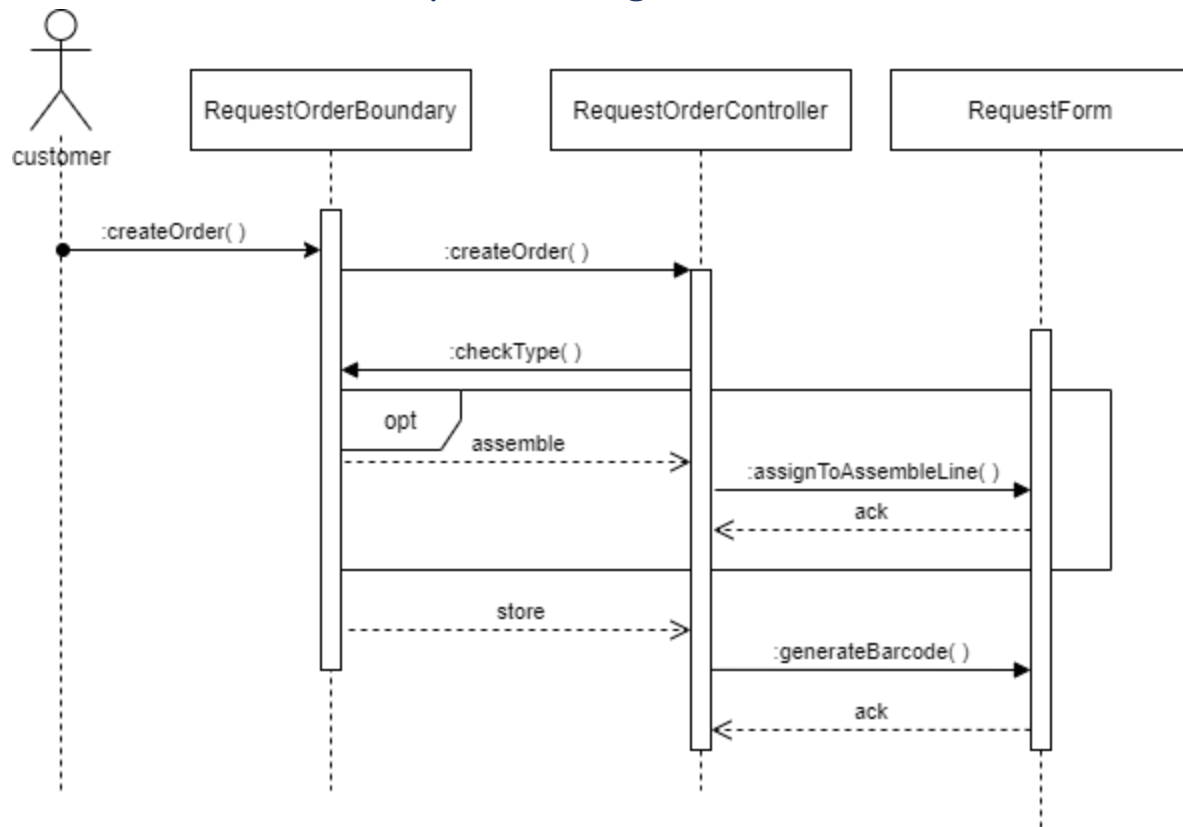 RequestOrderBoundary
RequestOrderController
RequestForm
customer
:createOrder( )
:createOrder( )
:checkType( )
opt
assemble
:assignToAssembleLine( )
ack
store
:generateBarcode( )
ack